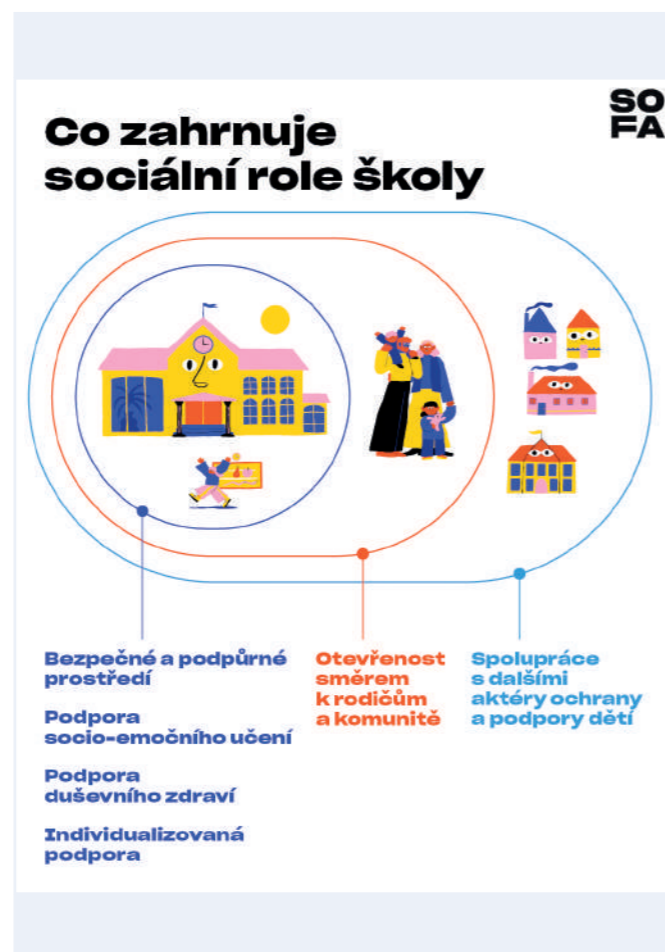 SO
FA
Co zahrnuje
sociální role školy
Bezpečné a podpůrné
prostředí
Podpora
socio-emočního učení
Podpora
duševního zdraví
Individualizovaná
podpora
Otevřenost
směrem
k rodičům
a komunitě
Spolupráce
s dalšími
aktéry ochrany
a podpory dětí